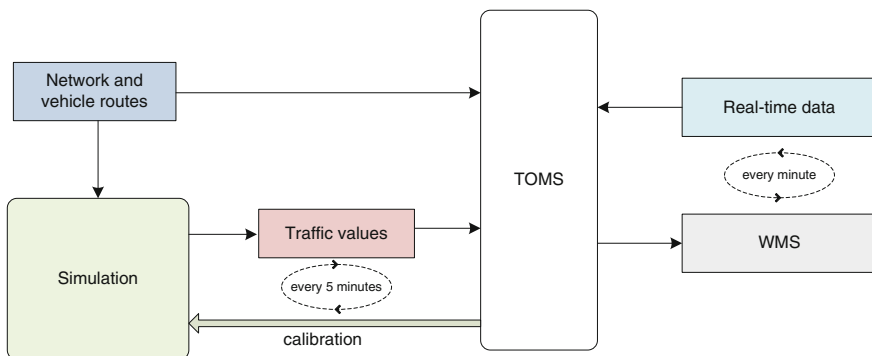 Network and
vehicle routes
TOMS
Real-time data
every minute
WMS
Simulation
Traffic values
every 5 minutes
calibration